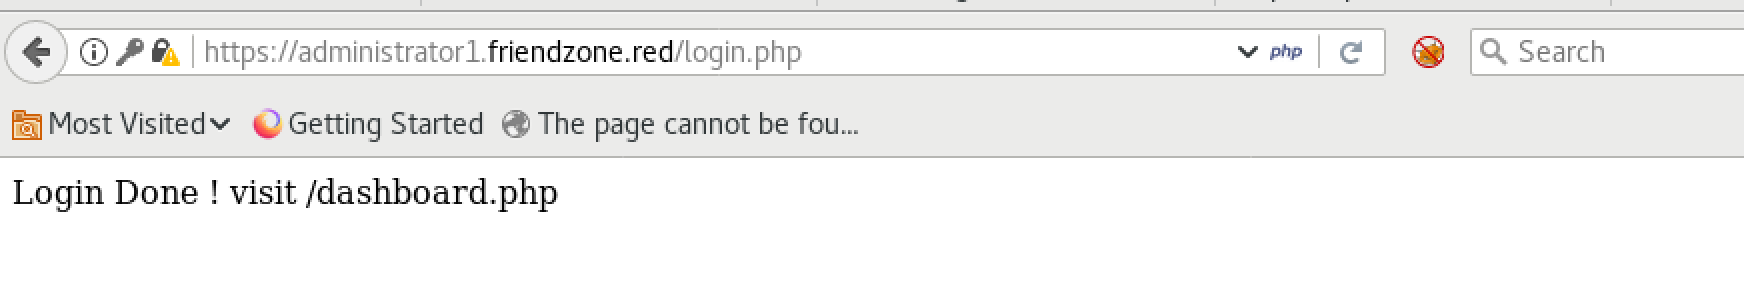 https://administrator1.friendzone.red/login.php php Search
Most Visited Getting Started The page cannot be fou...
Login Done ! visit /dashboard.php